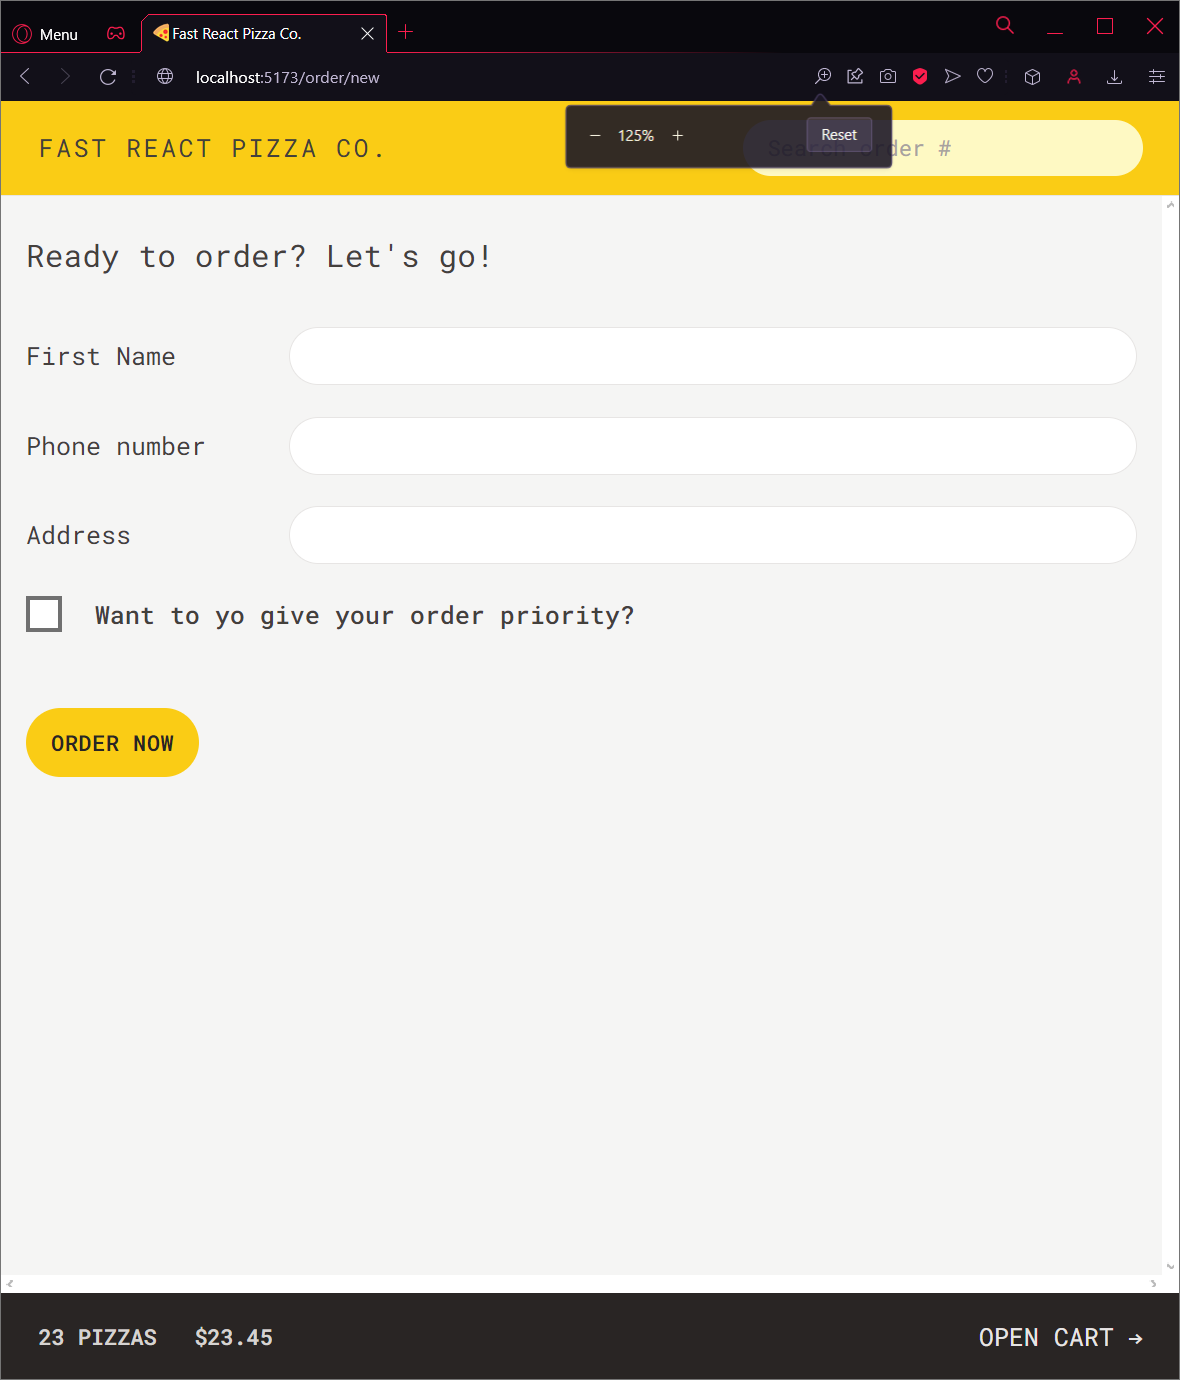 Menu
Fast React Pizza Co.
localhost:5173/order/new
FAST REACT PIZZA CO.
− 125% +
Reset
Search order #
Ready to order? Let's go!
First Name
Phone number
Address
Want to yo give your order priority?
ORDER NOW
23 PIZZAS $23.45
OPEN CART →